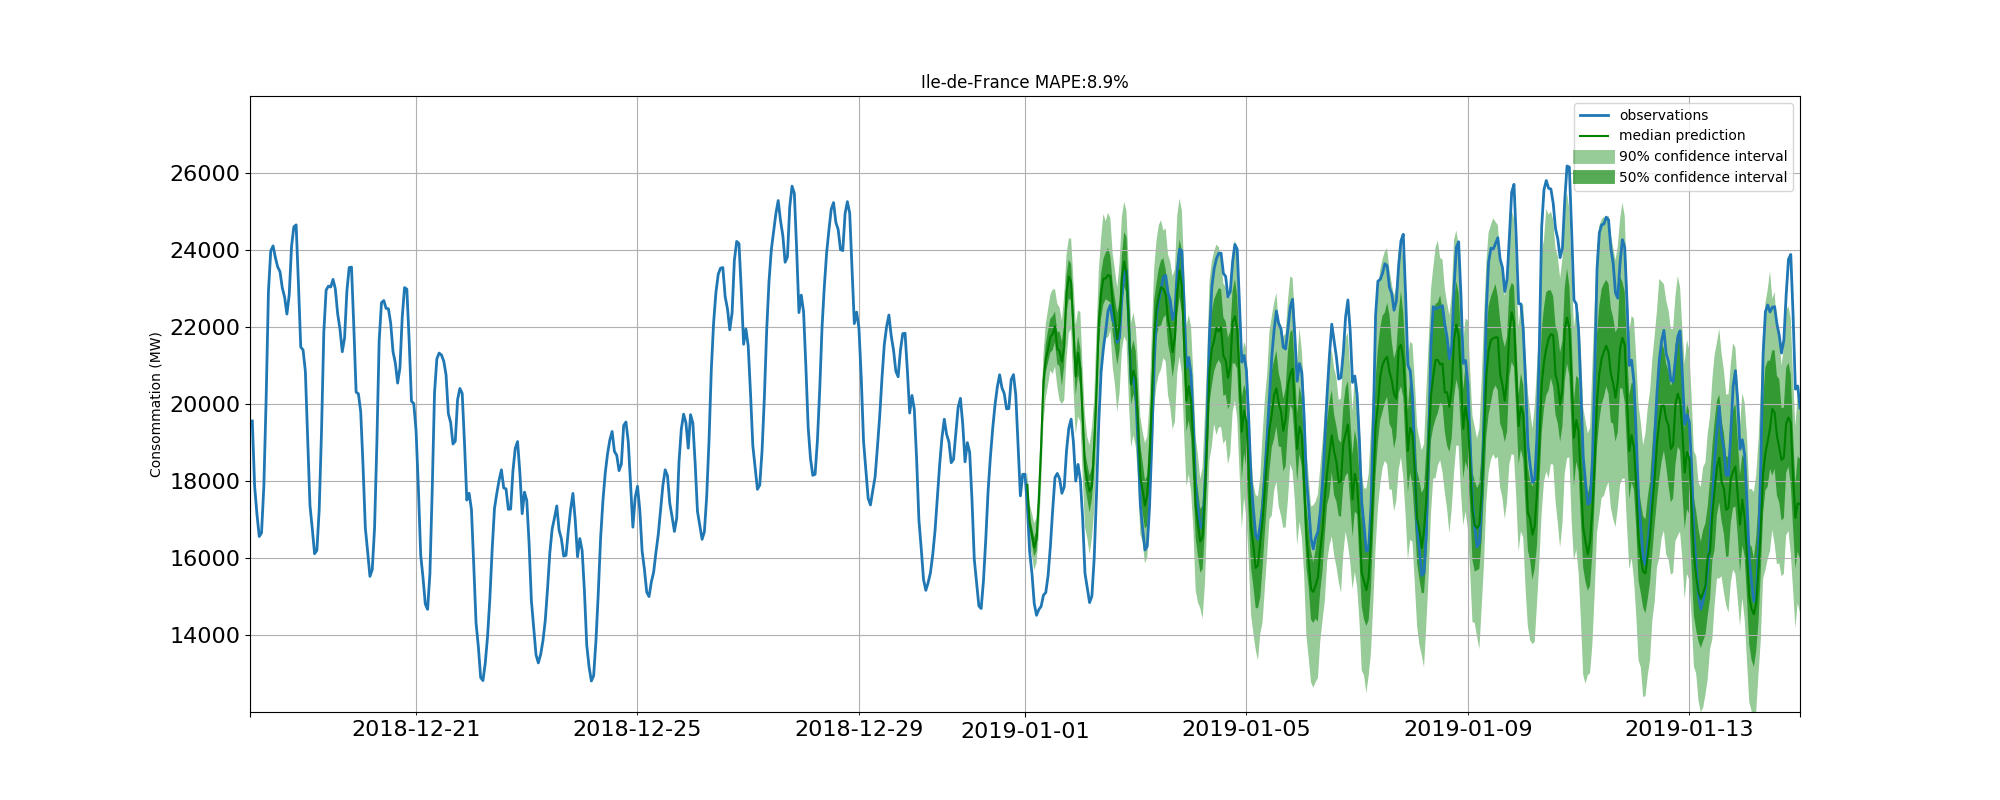 Ile-de-France MAPE:8.9%
observations
median prediction
90% confidence interval
50% confidence interval
Consommation (MW)
26000
24000
22000
20000
18000
16000
14000
2018-12-21 2018-12-25 2018-12-29 2019-01-01 2019-01-05 2019-01-09 2019-01-13